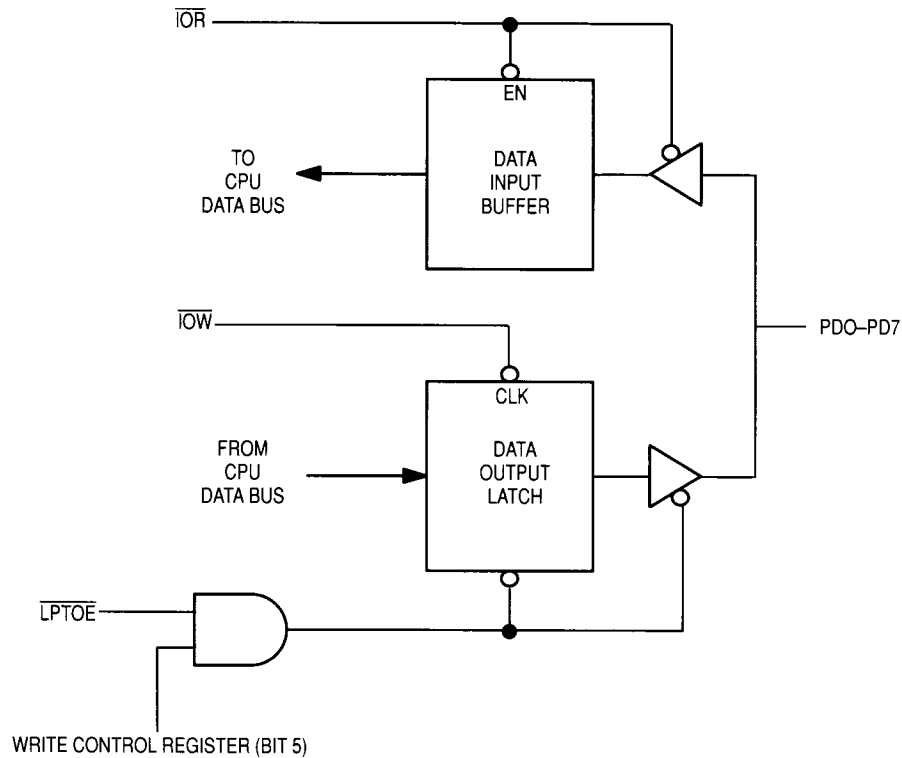 IOR
EN
TO
CPU
DATA BUS
DATA
INPUT
BUFFER
IOW
PDO–PD7
CLK
FROM
CPU
DATA BUS
DATA
OUTPUT
LATCH
LPTOE
WRITE CONTROL REGISTER (BIT 5)